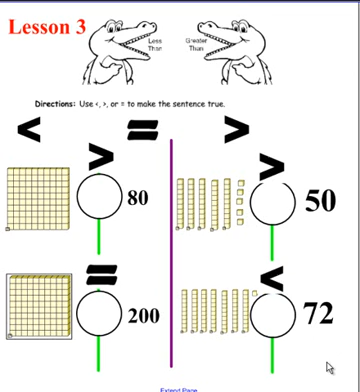 Lesson 3
Less Than
Greater Than
Directions: Use <, >, or = to make the sentence true.
< = >
> 80
> 50
= 200
< 72
Extend Page